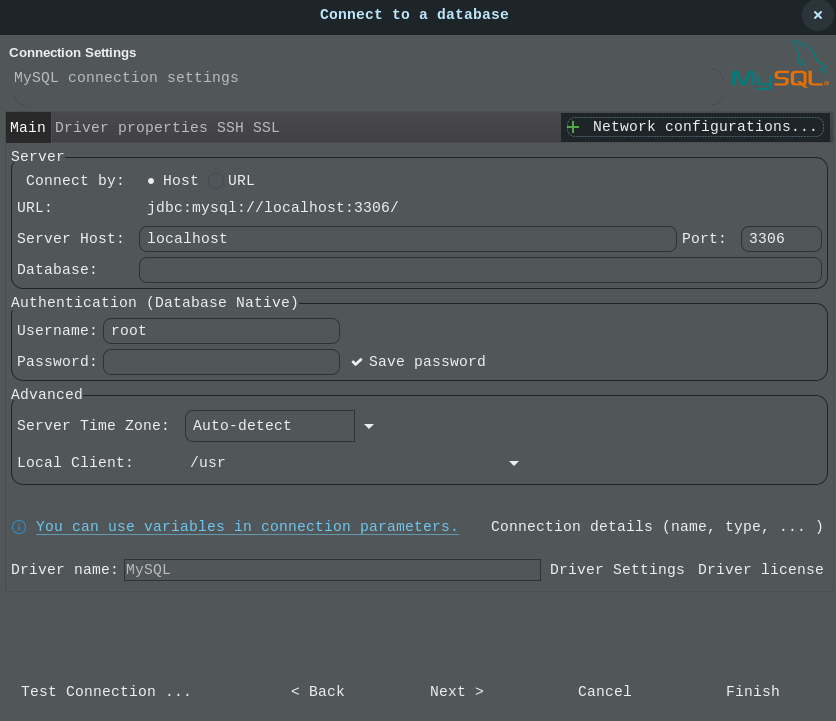 Connect to a database ×
Connection Settings
MySQL connection settings
MySQL®
Main Driver properties SSH SSL Network configurations...
Server
Connect by: Host URL
URL: jdbc:mysql://localhost:3306/
Server Host: localhost Port: 3306
Database:
Authentication (Database Native)
Username: root
Password: Save password
Advanced
Server Time Zone: Auto-detect
Local Client: /usr
You can use variables in connection parameters. Connection details (name, type, ... )
Driver name: MySQL Driver Settings Driver license
Test Connection ... < Back Next > Cancel Finish